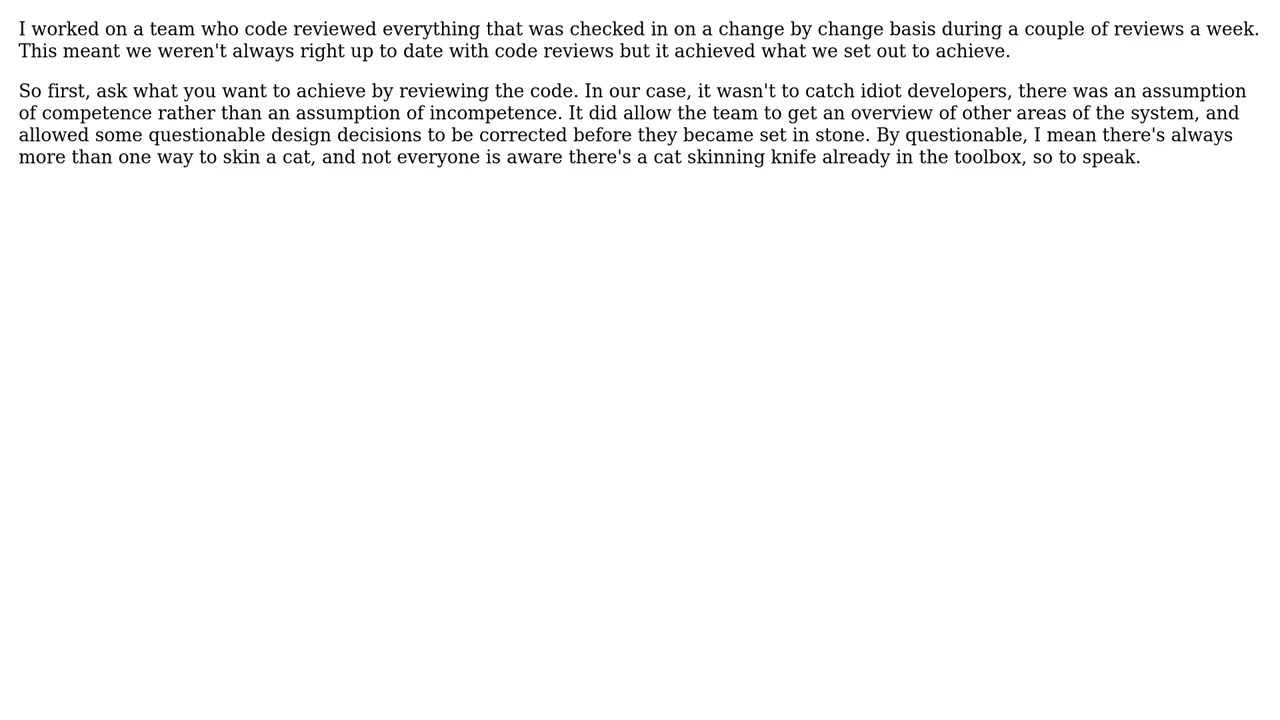 I worked on a team who code reviewed everything that was checked in on a change by change basis during a couple of reviews a week.
This meant we weren't always right up to date with code reviews but it achieved what we set out to achieve.
So first, ask what you want to achieve by reviewing the code. In our case, it wasn't to catch idiot developers, there was an assumption
of competence rather than an assumption of incompetence. It did allow the team to get an overview of other areas of the system, and
allowed some questionable design decisions to be corrected before they became set in stone. By questionable, I mean there's always
more than one way to skin a cat, and not everyone is aware there's a cat skinning knife already in the toolbox, so to speak.